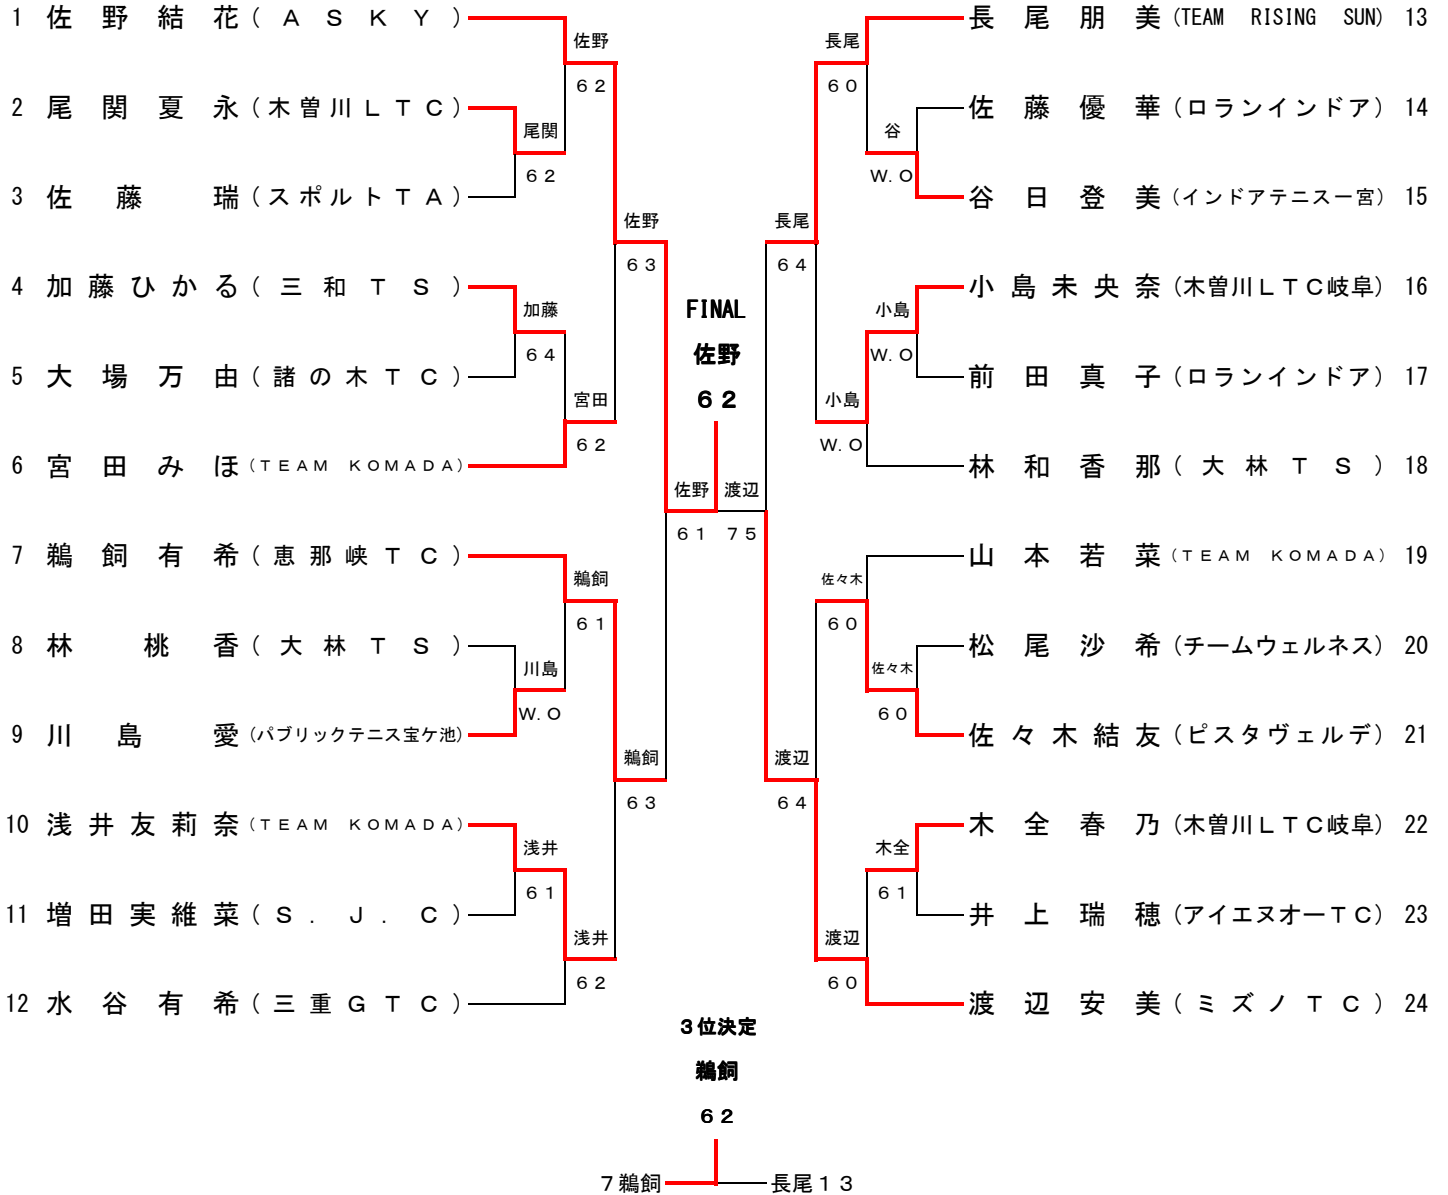 1 佐野結花(ASKY)
佐野
62
2 尾関夏永(木曽川LTC)
尾関
62
3 佐藤 瑞(スポルトTA)
佐野
63
4 加藤ひかる(三和TS)
加藤
64
5 大場万由(諸の木TC)
宮田
62
6 宮田みほ(TEAM KOMADA)
佐野
61
7 鵜飼有希(恵那峡TC)
鵜飼
61
8 林 桃香(大林TS)
川島
W.O
9 川島 愛(パブリックテニス宝ケ池)
鵜飼
63
10 浅井友莉奈(TEAM KOMADA)
浅井
61
11 増田実維菜(S.J.C)
浅井
62
12 水谷有希(三重GTC)
FINAL
佐野
62
長尾朋美(TEAM RISING SUN) 13
長尾
60
佐藤優華(ロランインドア) 14
谷
W.O
谷日登美(インドアテニス一宮) 15
長尾
64
小島未央奈(木曽川LTC岐阜) 16
小島
W.O
前田真子(ロランインドア) 17
小島
W.O
林和香那(大林TS) 18
渡辺
75
山本若菜(TEAM KOMADA) 19
佐々木
60
松尾沙希(チームウェルネス) 20
佐々木
60
佐々木結友(ピスタヴェルデ) 21
渡辺
64
木全春乃(木曽川LTC岐阜) 22
木全
61
井上瑞穂(アイエヌオーTC) 23
渡辺
60
渡辺安美(ミズノTC) 24
3位決定
鵜飼
62
7鵜飼 長尾13